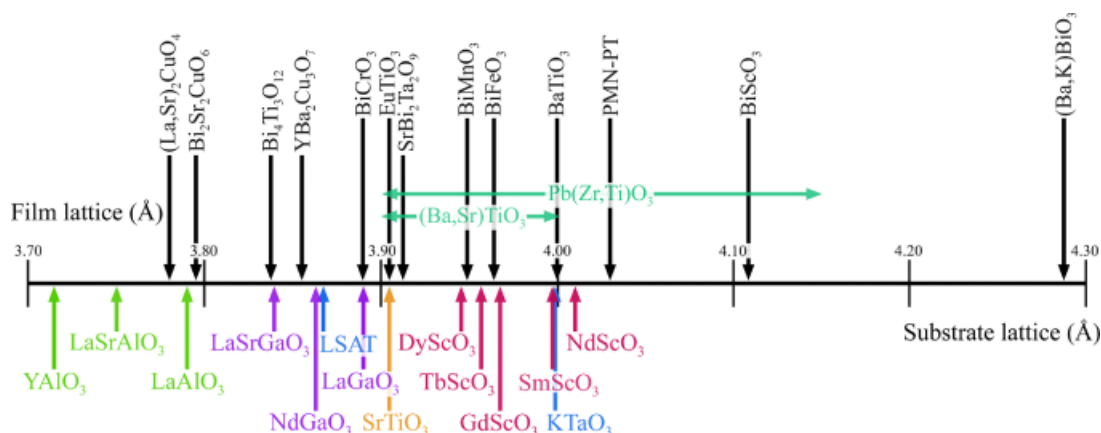 (La,Sr)₂CuO₄
Bi₂Sr₂CuO₆
Bi₄Ti₃O₁₂
YBa₂Cu₃O₇
BiCrO₃
EuTiO₃
SrBi₂Ta₂O₉
BiMnO₃
BiFeO₃
BaTiO₃
PMN-PT
BiScO₃
(Ba,K)BiO₃
Pb(Zr,Ti)O₃
Film lattice (Å)
(Ba,Sr)TiO₃
3.70 3.80 3.90 4.00 4.10 4.20 4.30
Substrate lattice (Å)
LaSrAlO₃ LaSrGaO₃ LSAT DyScO₃ NdScO₃
YAlO₃ LaAlO₃ LaGaO₃ TbScO₃ SmScO₃
NdGaO₃ SrTiO₃ GdScO₃ KTaO₃